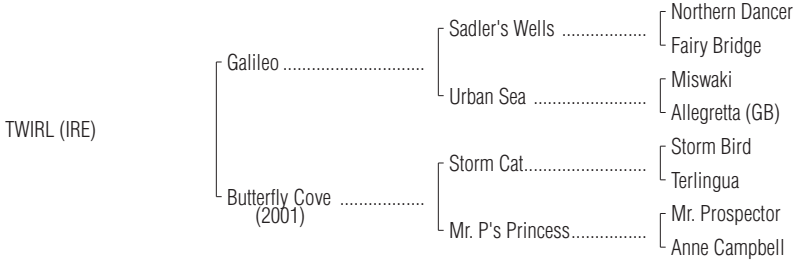 Northern Dancer
Sadler's Wells ..................
Fairy Bridge
Galileo ..............................
Miswaki
Urban Sea ........................
Allegretta (GB)
TWIRL (IRE)
Storm Bird
Storm Cat..........................
Terlingua
Butterfly Cove ..................
(2001)
Mr. Prospector
Mr. P's Princess................
Anne Campbell